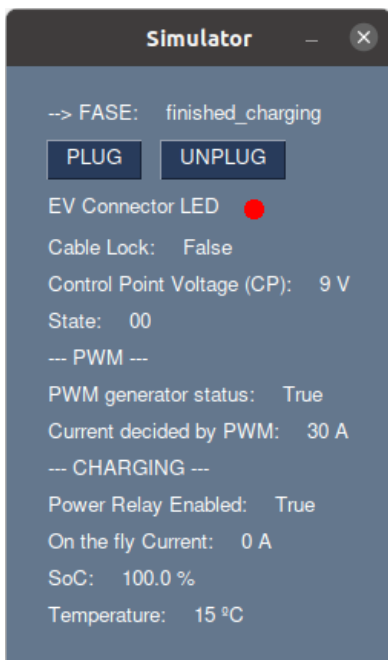 Simulator
--> FASE: finished_charging
PLUG UNPLUG
EV Connector LED
Cable Lock: False
Control Point Voltage (CP): 9 V
State: 00
--- PWM ---
PWM generator status: True
Current decided by PWM: 30 A
--- CHARGING ---
Power Relay Enabled: True
On the fly Current: 0 A
SoC: 100.0 %
Temperature: 15 ºC